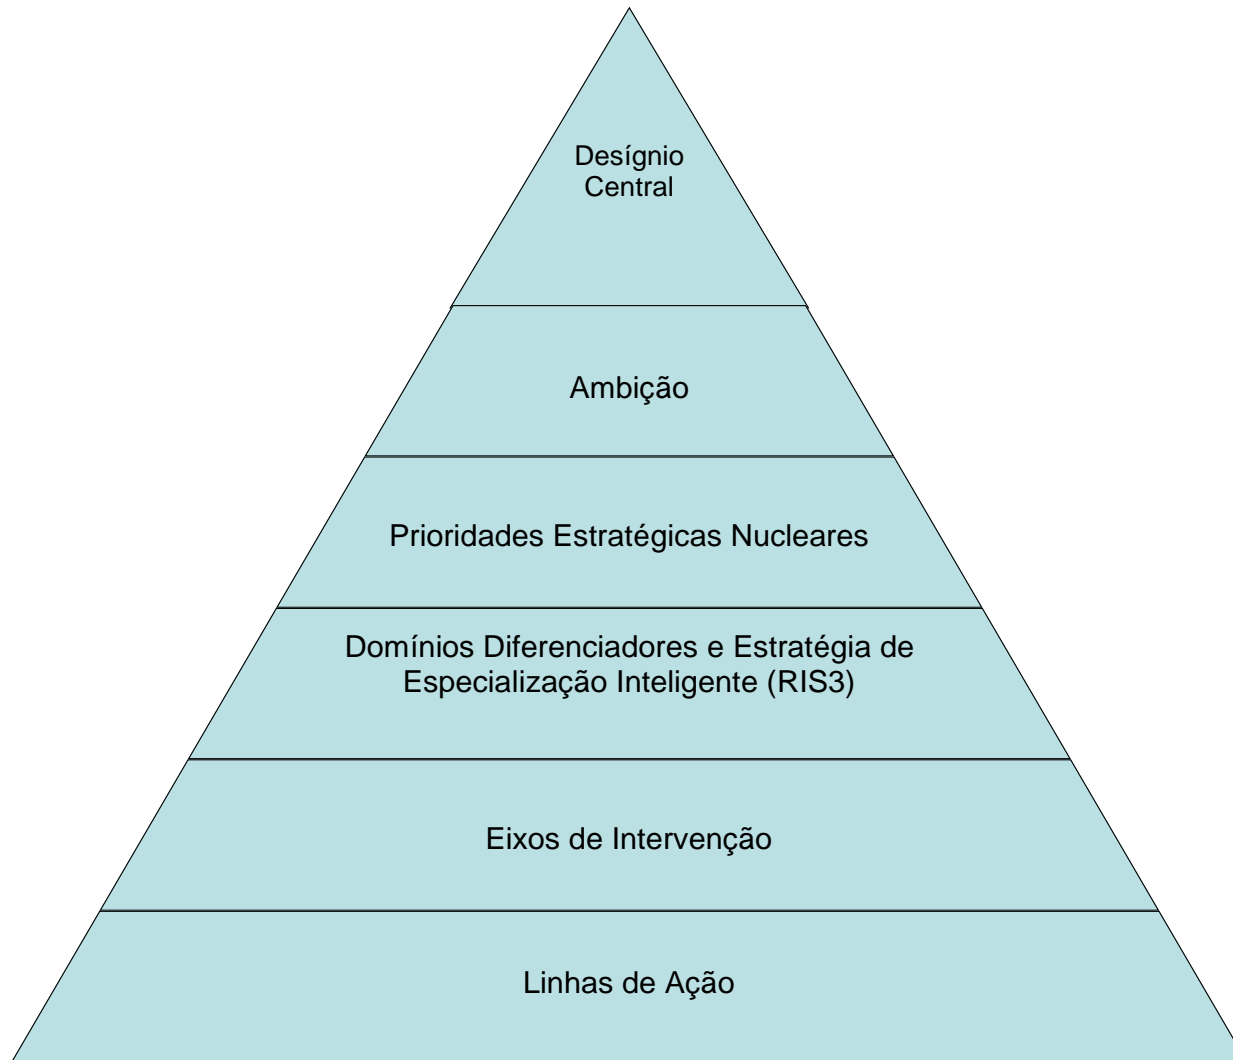 Desígnio
Central
Ambição
Prioridades Estratégicas Nucleares
Domínios Diferenciadores e Estratégia de
Especialização Inteligente (RIS3)
Eixos de Intervenção
Linhas de Ação